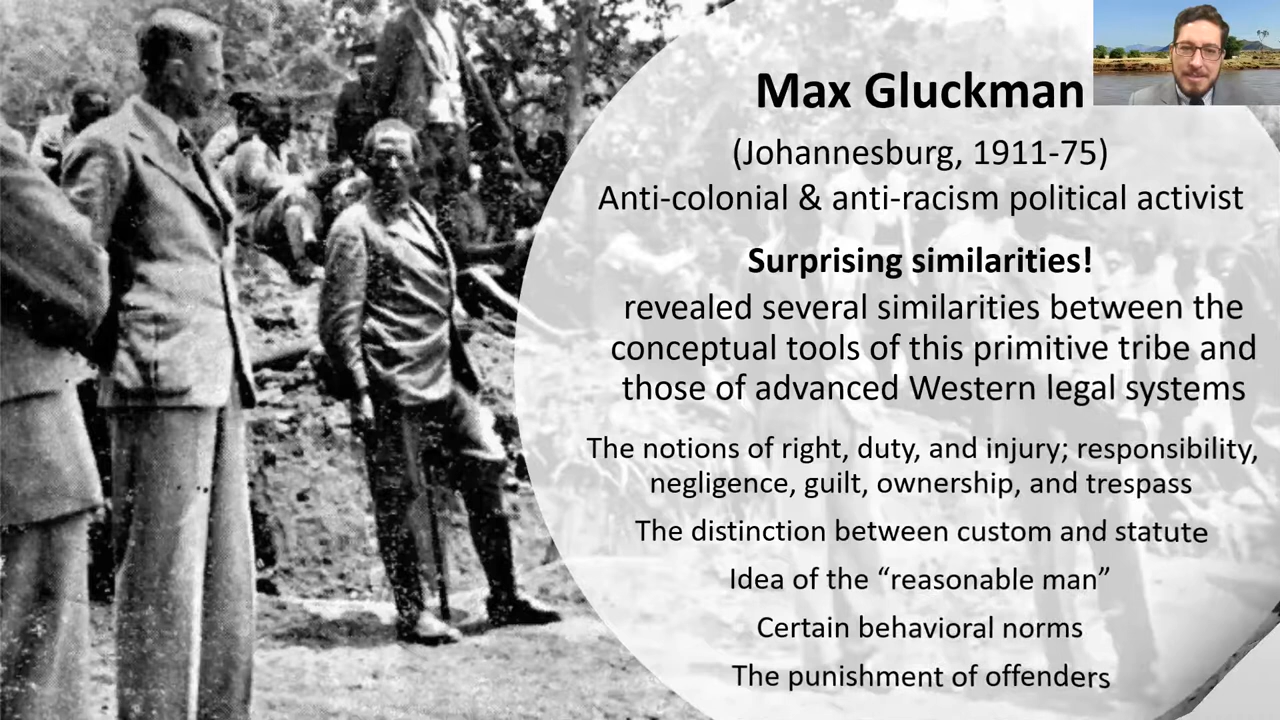 Max Gluckman
(Johannesburg, 1911-75)
Anti-colonial & anti-racism political activist
Surprising similarities!
revealed several similarities between the
conceptual tools of this primitive tribe and
those of advanced Western legal systems
The notions of right, duty, and injury; responsibility,
negligence, guilt, ownership, and trespass
The distinction between custom and statute
Idea of the “reasonable man”
Certain behavioral norms
The punishment of offenders